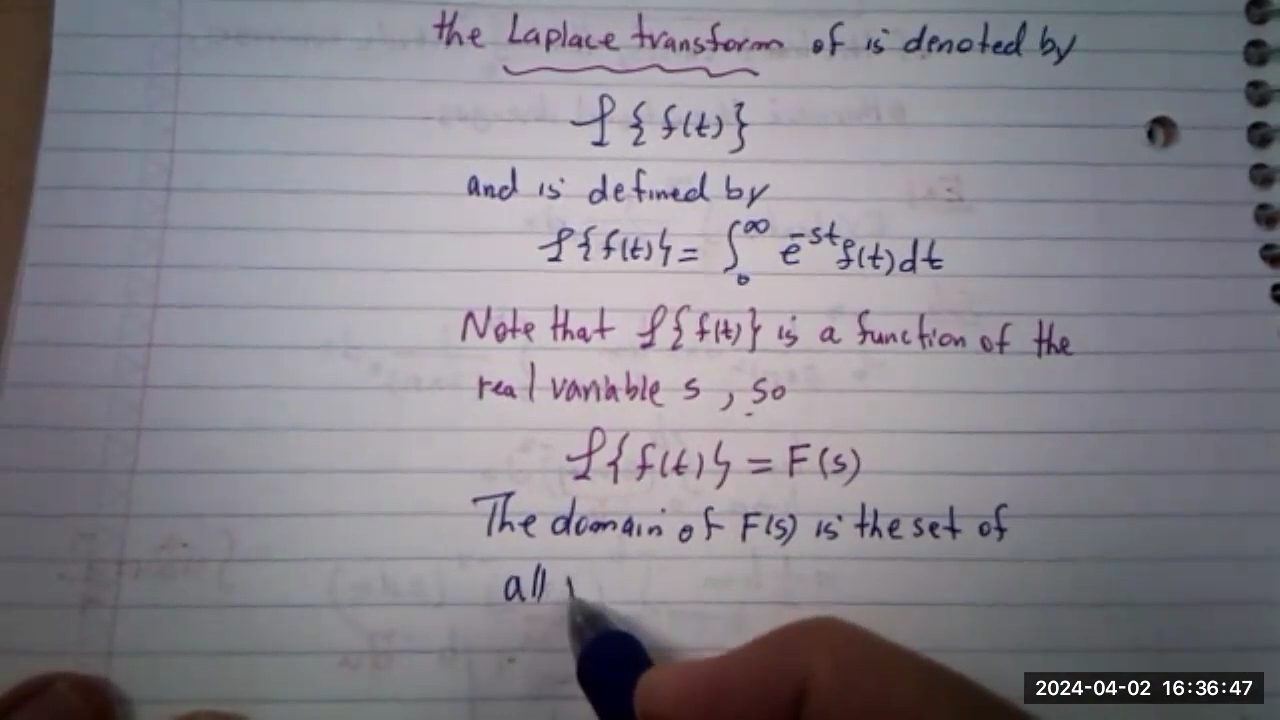 the Laplace transform of is denoted by
ℒ{f(t)}
and is defined by
ℒ{f(t)} = ∫₀^∞ e^-st f(t)dt
Note that ℒ{f(t)} is a function of the
real variable s, so
ℒ{f(t)} = F(s)
The domain of F(s) is the set of
all
2024-04-02 16:36:47